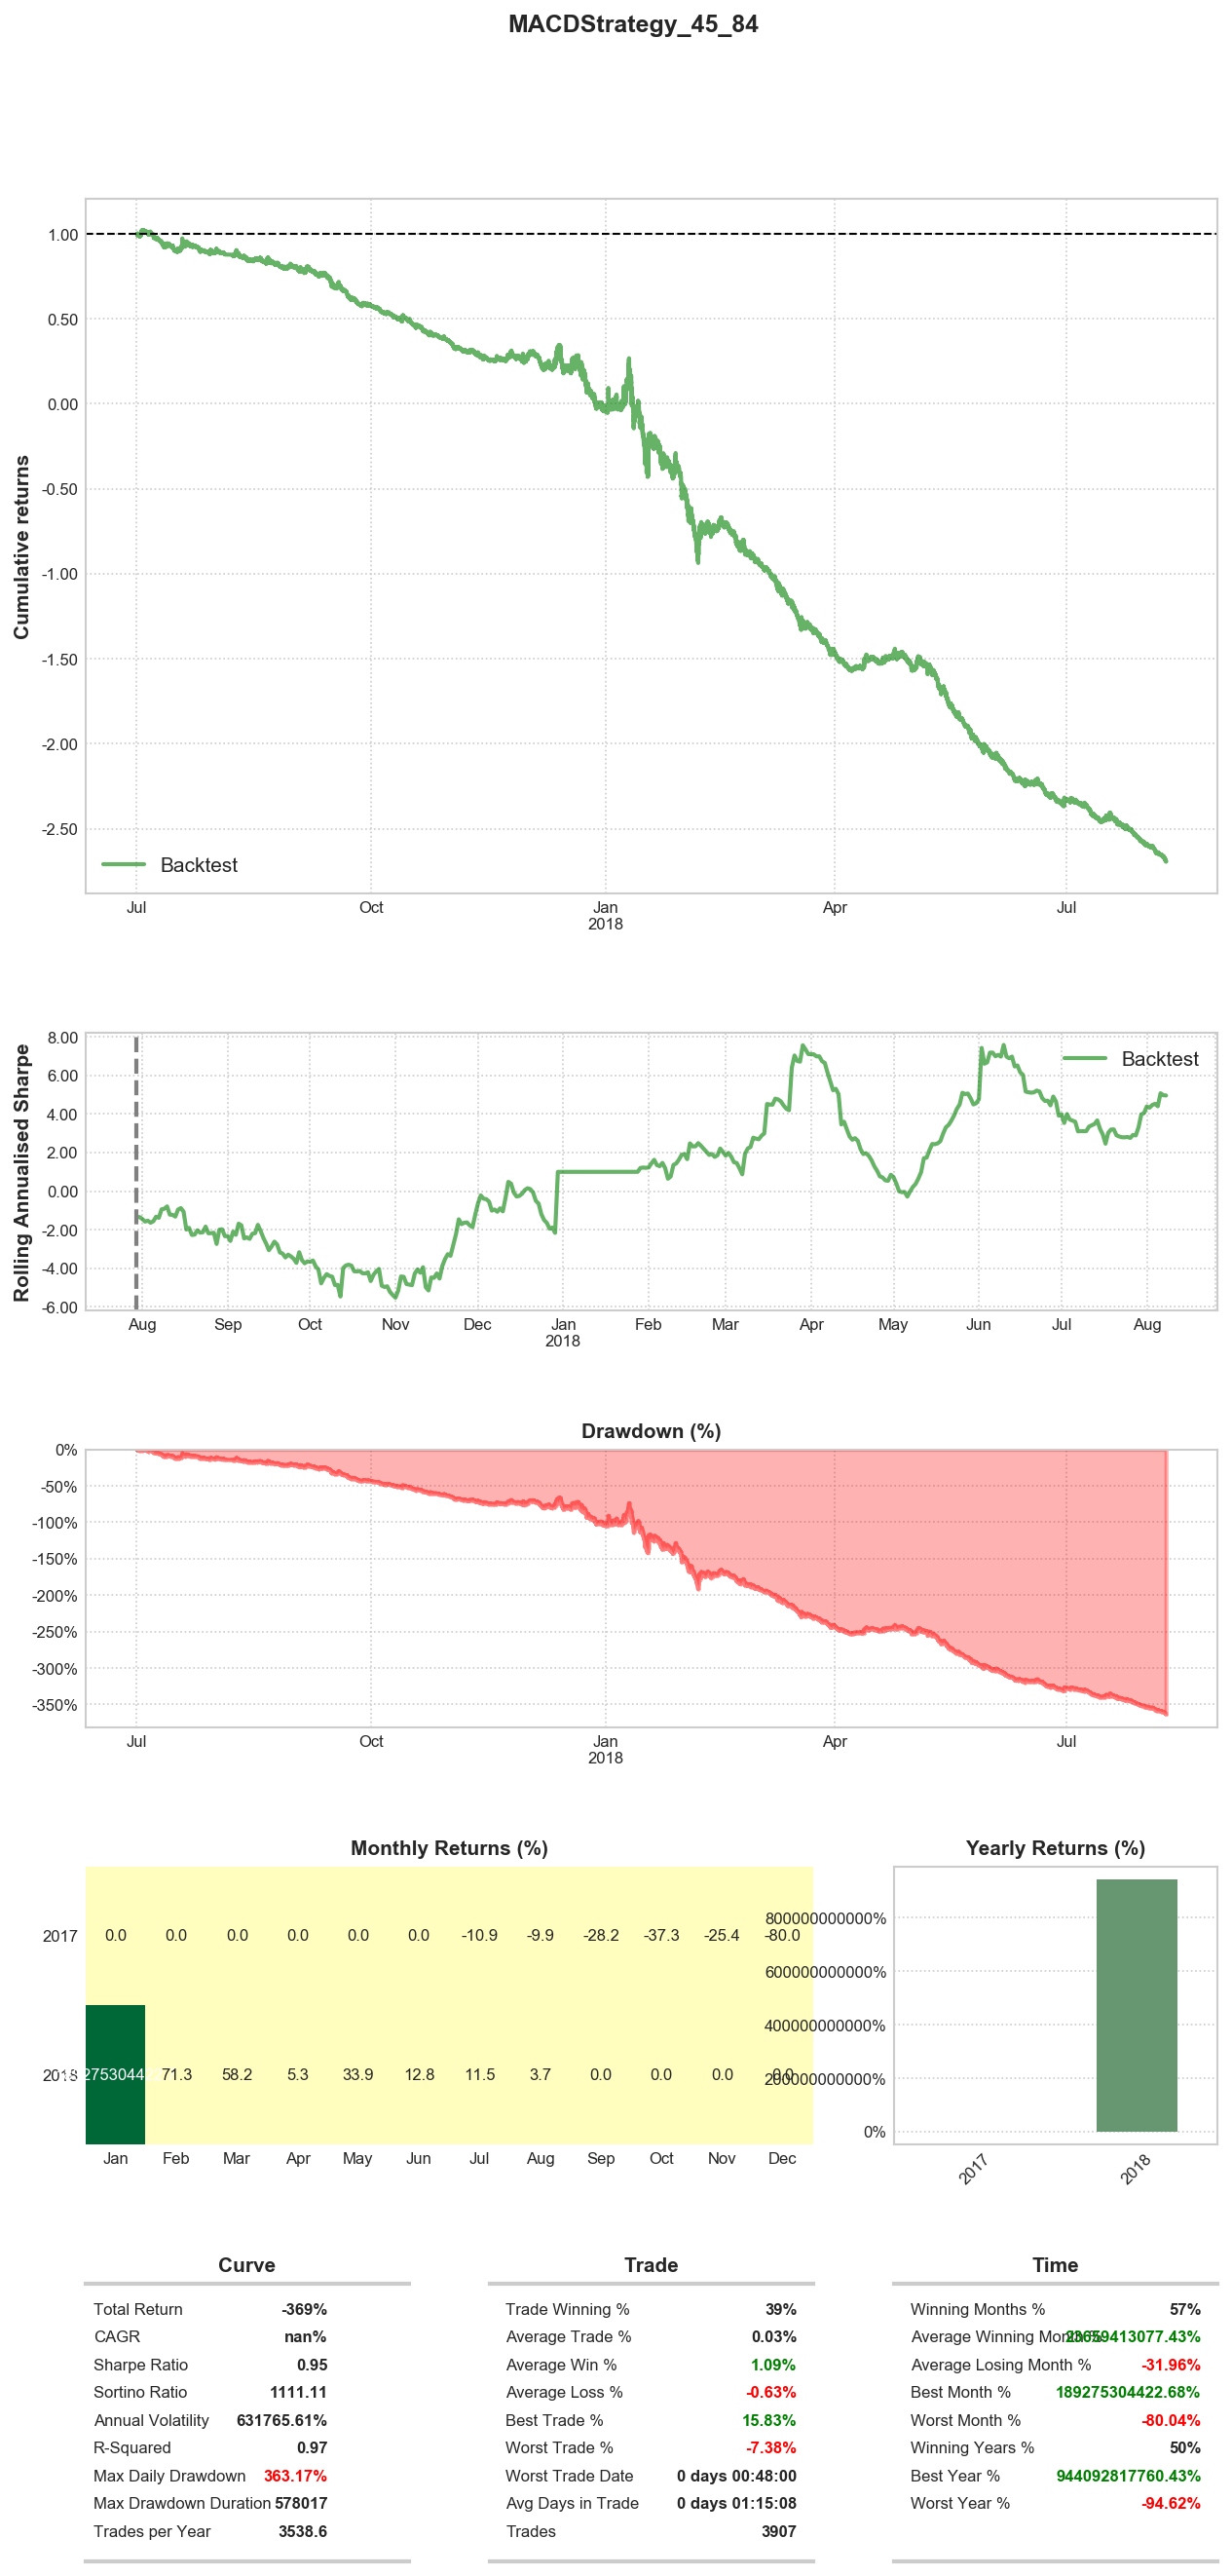 MACDStrategy_45_84
Cumulative returns
1.00
0.50
0.00
-0.50
-1.00
-1.50
-2.00
-2.50
Backtest
Jul Oct Jan Apr Jul
2018
Rolling Annualised Sharpe
8.00
6.00
4.00
2.00
0.00
-2.00
-4.00
-6.00
Backtest
Aug Sep Oct Nov Dec Jan Feb Mar Apr May Jun Jul Aug
2018
Drawdown (%)
0%
-50%
-100%
-150%
-200%
-250%
-300%
-350%
Jul Oct Jan Apr Jul
2018
Monthly Returns (%)
2017 0.0 0.0 0.0 0.0 0.0 0.0 -10.9 -9.9 -28.2 -37.3 -25.4 -80.0
2018 71.3 58.2 5.3 33.9 12.8 11.5 3.7 0.0 0.0 0.0 0.0
Jan Feb Mar Apr May Jun Jul Aug Sep Oct Nov Dec
Yearly Returns (%)
800000000000%
600000000000%
400000000000%
200000000000%
0%
2017 2018
Curve
Total Return -369%
CAGR nan%
Sharpe Ratio 0.95
Sortino Ratio 1111.11
Annual Volatility 631765.61%
R-Squared 0.97
Max Daily Drawdown 363.17%
Max Drawdown Duration 578017
Trades per Year 3538.6
Trade
Trade Winning % 39%
Average Trade % 0.03%
Average Win % 1.09%
Average Loss % -0.63%
Best Trade % 15.83%
Worst Trade % -7.38%
Worst Trade Date 0 days 00:48:00
Avg Days in Trade 0 days 01:15:08
Trades 3907
Time
Winning Months % 57%
Average Winning Month % 23659413077.43%
Average Losing Month % -31.96%
Best Month % 189275304422.68%
Worst Month % -80.04%
Winning Years % 50%
Best Year % 944092817760.43%
Worst Year % -94.62%